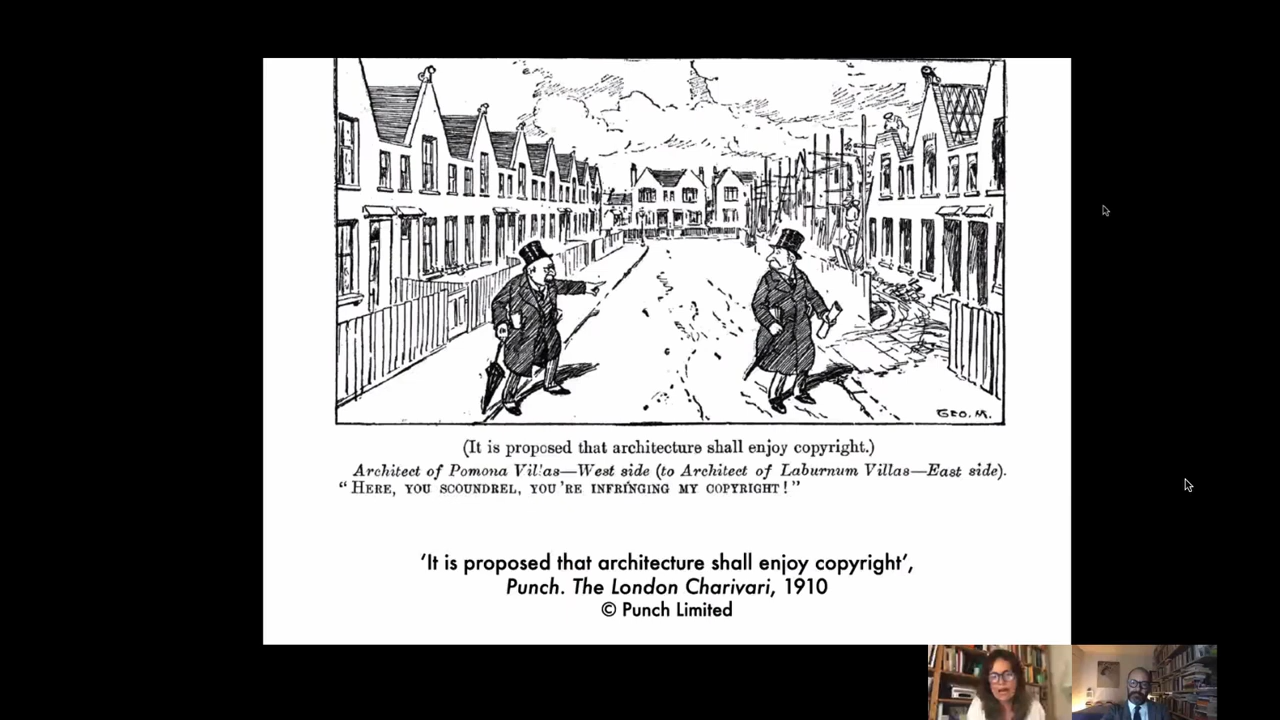 GEO. M.
(It is proposed that architecture shall enjoy copyright.)
Architect of Pomona Villas—West side (to Architect of Laburnum Villas—East side).
“ HERE, YOU SCOUNDREL, YOU 'RE INFRINGING MY COPYRIGHT ! ”
‘It is proposed that architecture shall enjoy copyright’,
Punch. The London Charivari, 1910
© Punch Limited